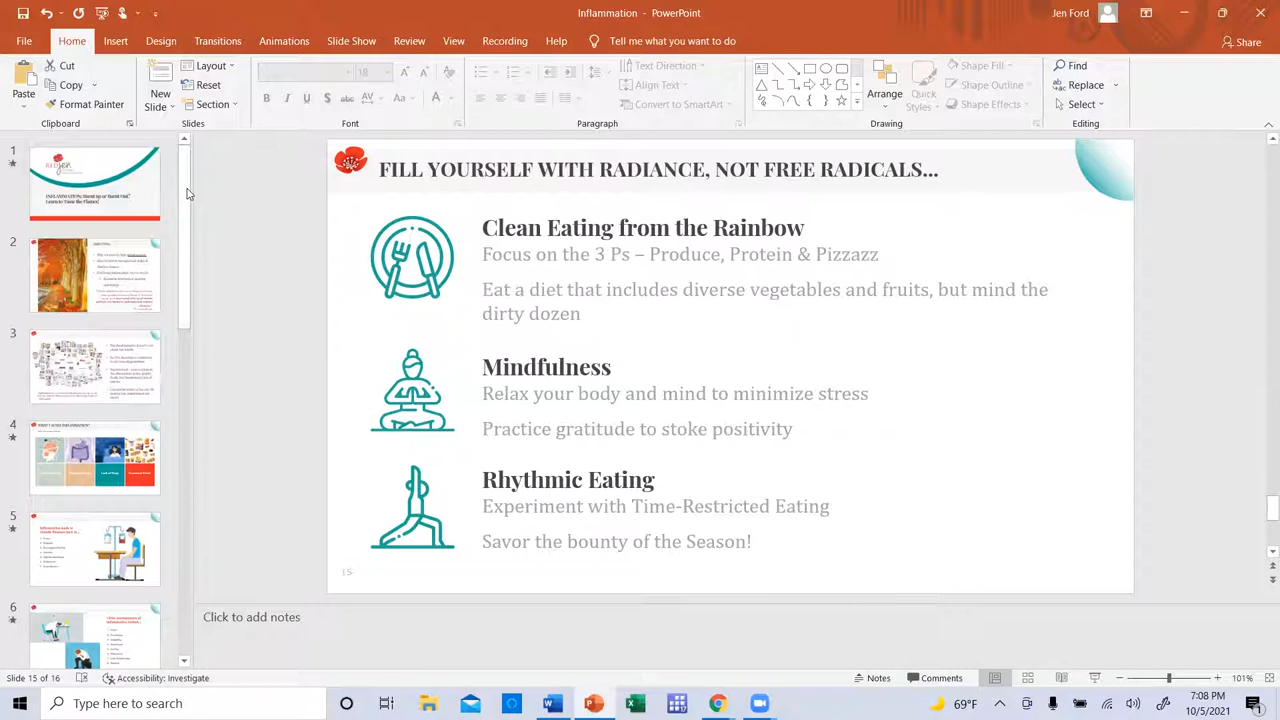 Inflammation - PowerPoint
Jen Ford
File Home Insert Design Transitions Animations Slide Show Review View Recording Help Tell me what you want to do
Share
Paste
Cut
Copy
Format Painter
Clipboard
New
Slide
Layout
Reset
Section
Slides
18
Font
Text Direction
Align Text
Convert to SmartArt
Paragraph
Arrange
Quick
Styles
Shape Fill
Shape Outline
Shape Effects
Drawing
Find
Replace
Select
Editing
1
2
3
6
FILL YOURSELF WITH RADIANCE, NOT FREE RADICALS...
Clean Eating from the Rainbow
Focus on the 3 Ps – Produce, Protein & Pizzazz
Eat a diet that includes diverse vegetables and fruits, but mind the
dirty dozen
Mindfulness
Relax your body and mind to minimize stress
Practice gratitude to stoke positivity
Rhythmic Eating
Experiment with Time-Restricted Eating
Savor the bounty of the Season
15
Click to add notes
Slide 15 of 16
Accessibility: Investigate
Notes
Comments
101%
Type here to search
69°F
7:08 PM
10/5/2021